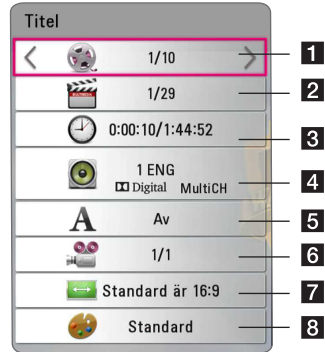 Titel
1/10 1
1/29 2
0:00:10/1:44:52 3
1 ENG
Digital MultiCH 4
Av 5
1/1 6
Standard är 16:9 7
Standard 8